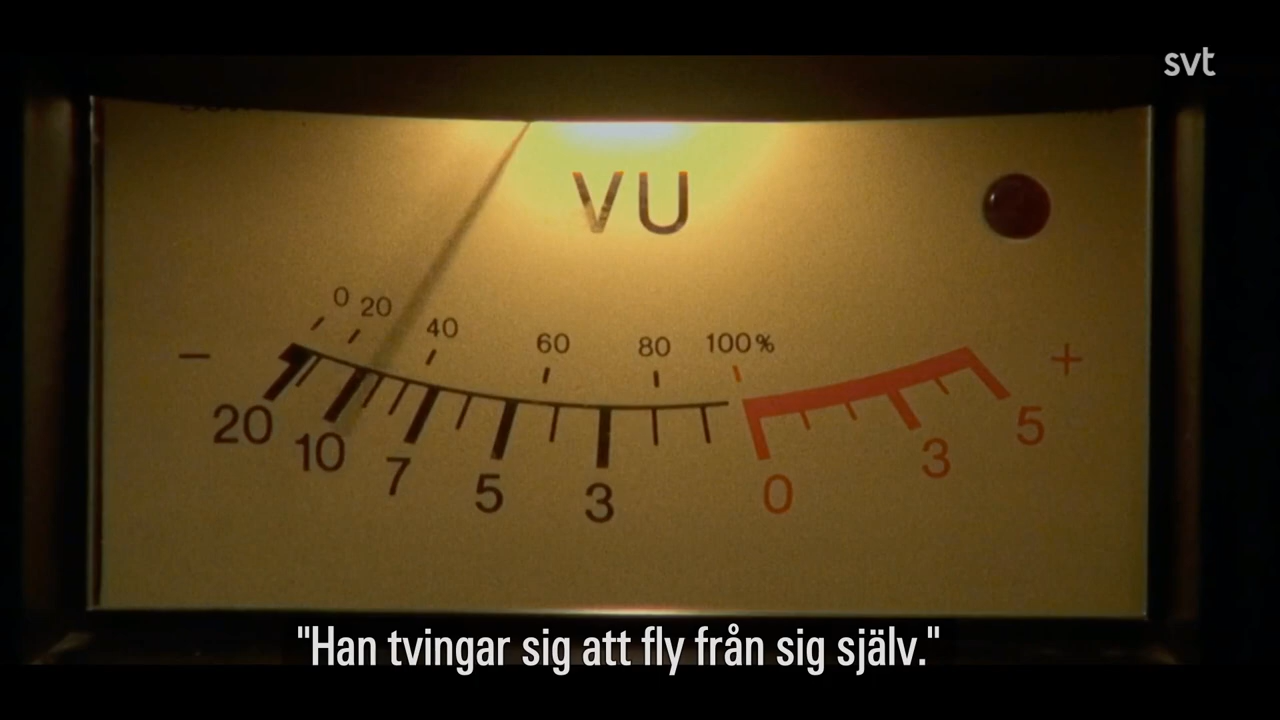 svt
VU
0 20 40 60 80 100%
− +
20 10 7 5 3 0 3 5
"Han tvingar sig att fly från sig själv."